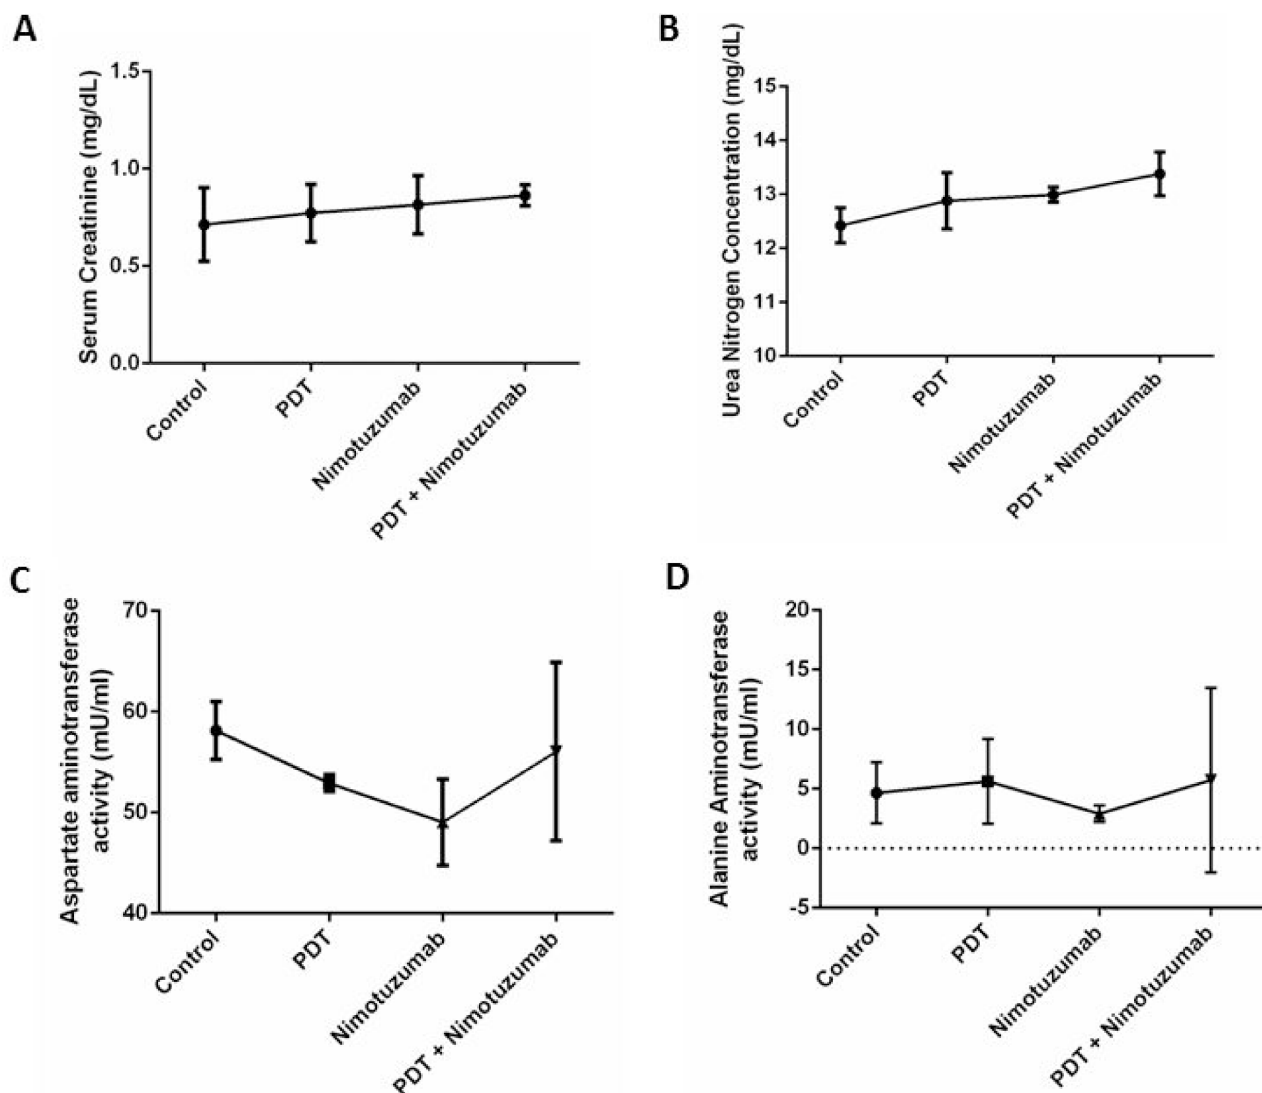 A
Serum Creatinine (mg/dL)
1.5
1.0
0.5
0.0
Control
PDT
Nimotuzumab
PDT + Nimotuzumab
B
Urea Nitrogen Concentration (mg/dL)
15
14
13
12
11
10
Control
PDT
Nimotuzumab
PDT + Nimotuzumab
C
Aspartate aminotransferase
activity (mU/ml)
70
60
50
40
Control
PDT
Nimotuzumab
PDT + Nimotuzumab
D
Alanine Aminotransferase
activity (mU/ml)
20
15
10
5
0
-5
Control
PDT
Nimotuzumab
PDT + Nimotuzumab